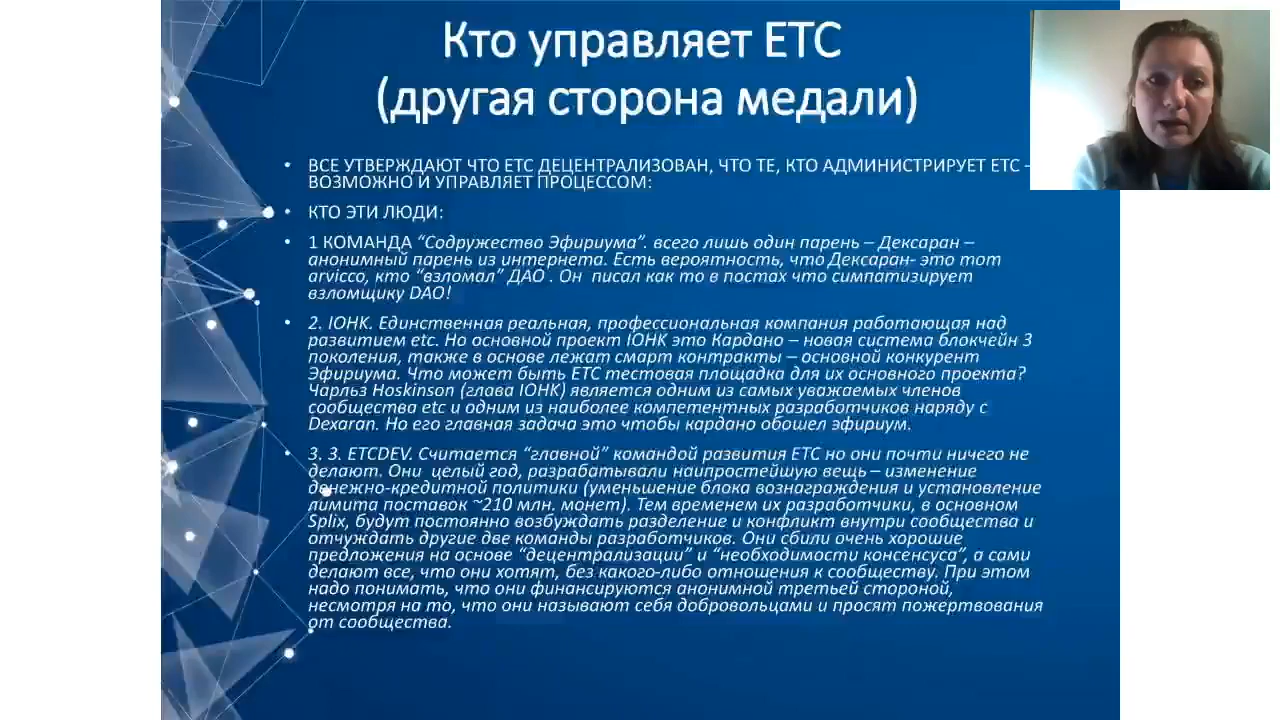 Кто управляет ЕТС
(другая сторона медали)
• ВСЕ УТВЕРЖДАЮТ ЧТО ЕТС ДЕЦЕНТРАЛИЗОВАН, ЧТО ТЕ, КТО АДМИНИСТРИРУЕТ ЕТС –
ВОЗМОЖНО И УПРАВЛЯЕТ ПРОЦЕССОМ:
• КТО ЭТИ ЛЮДИ:
• 1 КОМАНДА “Содружество Эфириума”. всего лишь один парень – Дексаран –
анонимный парень из интернета. Есть вероятность, что Дексаран- это тот
arvicco, кто “взломал” ДАО . Он  писал как то в постах что симпатизирует
взломщику DAO!
• 2. IOHK. Единственная реальная, профессиональная компания работающая над
развитием etc. Но основной проект IOHK это Кардано – новая система блокчейн 3
поколения, также в основе лежат смарт контракты – основной конкурент
Эфириума. Что может быть ЕТС тестовая площадка для их основного проекта?
Чарльз Hoskinson (глава IOHK) является одним из самых уважаемых членов
сообщества etc и одним из наиболее компетентных разработчиков наряду с
Dexaran. Но его главная задача это чтобы кардано обошел эфириум.
• 3. 3. ETCDEV. Считается “главной” командой развития ЕТС но они почти ничего не
делают. Они  целый год, разрабатывали наипростейшую вещь – изменение
денежно-кредитной политики (уменьшение блока вознаграждения и установление
лимита поставок ~210 млн. монет). Тем временем их разработчики, в основном
Splix, будут постоянно возбуждать разделение и конфликт внутри сообщества и
отчуждать другие две команды разработчиков. Они сбили очень хорошие
предложения на основе “децентрализации” и “необходимости консенсуса”, а сами
делают все, что они хотят, без какого-либо отношения к сообществу. При этом
надо понимать, что они финансируются анонимной третьей стороной,
несмотря на то, что они называют себя добровольцами и просят пожертвования
от сообщества.